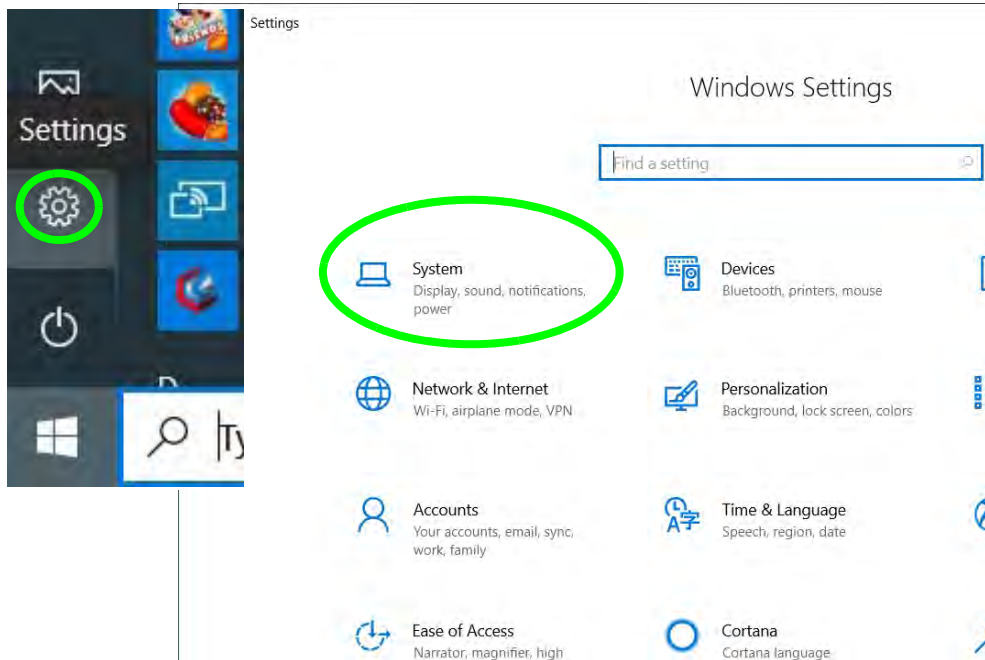 Settings
Settings
Windows Settings
Find a setting
System
Display, sound, notifications,
power
Devices
Bluetooth, printers, mouse
Network & Internet
Wi-Fi, airplane mode, VPN
Personalization
Background, lock screen, colors
Accounts
Your accounts, email, sync,
work, family
Time & Language
Speech, region, date
Ease of Access
Narrator, magnifier, high
Cortana
Cortana language